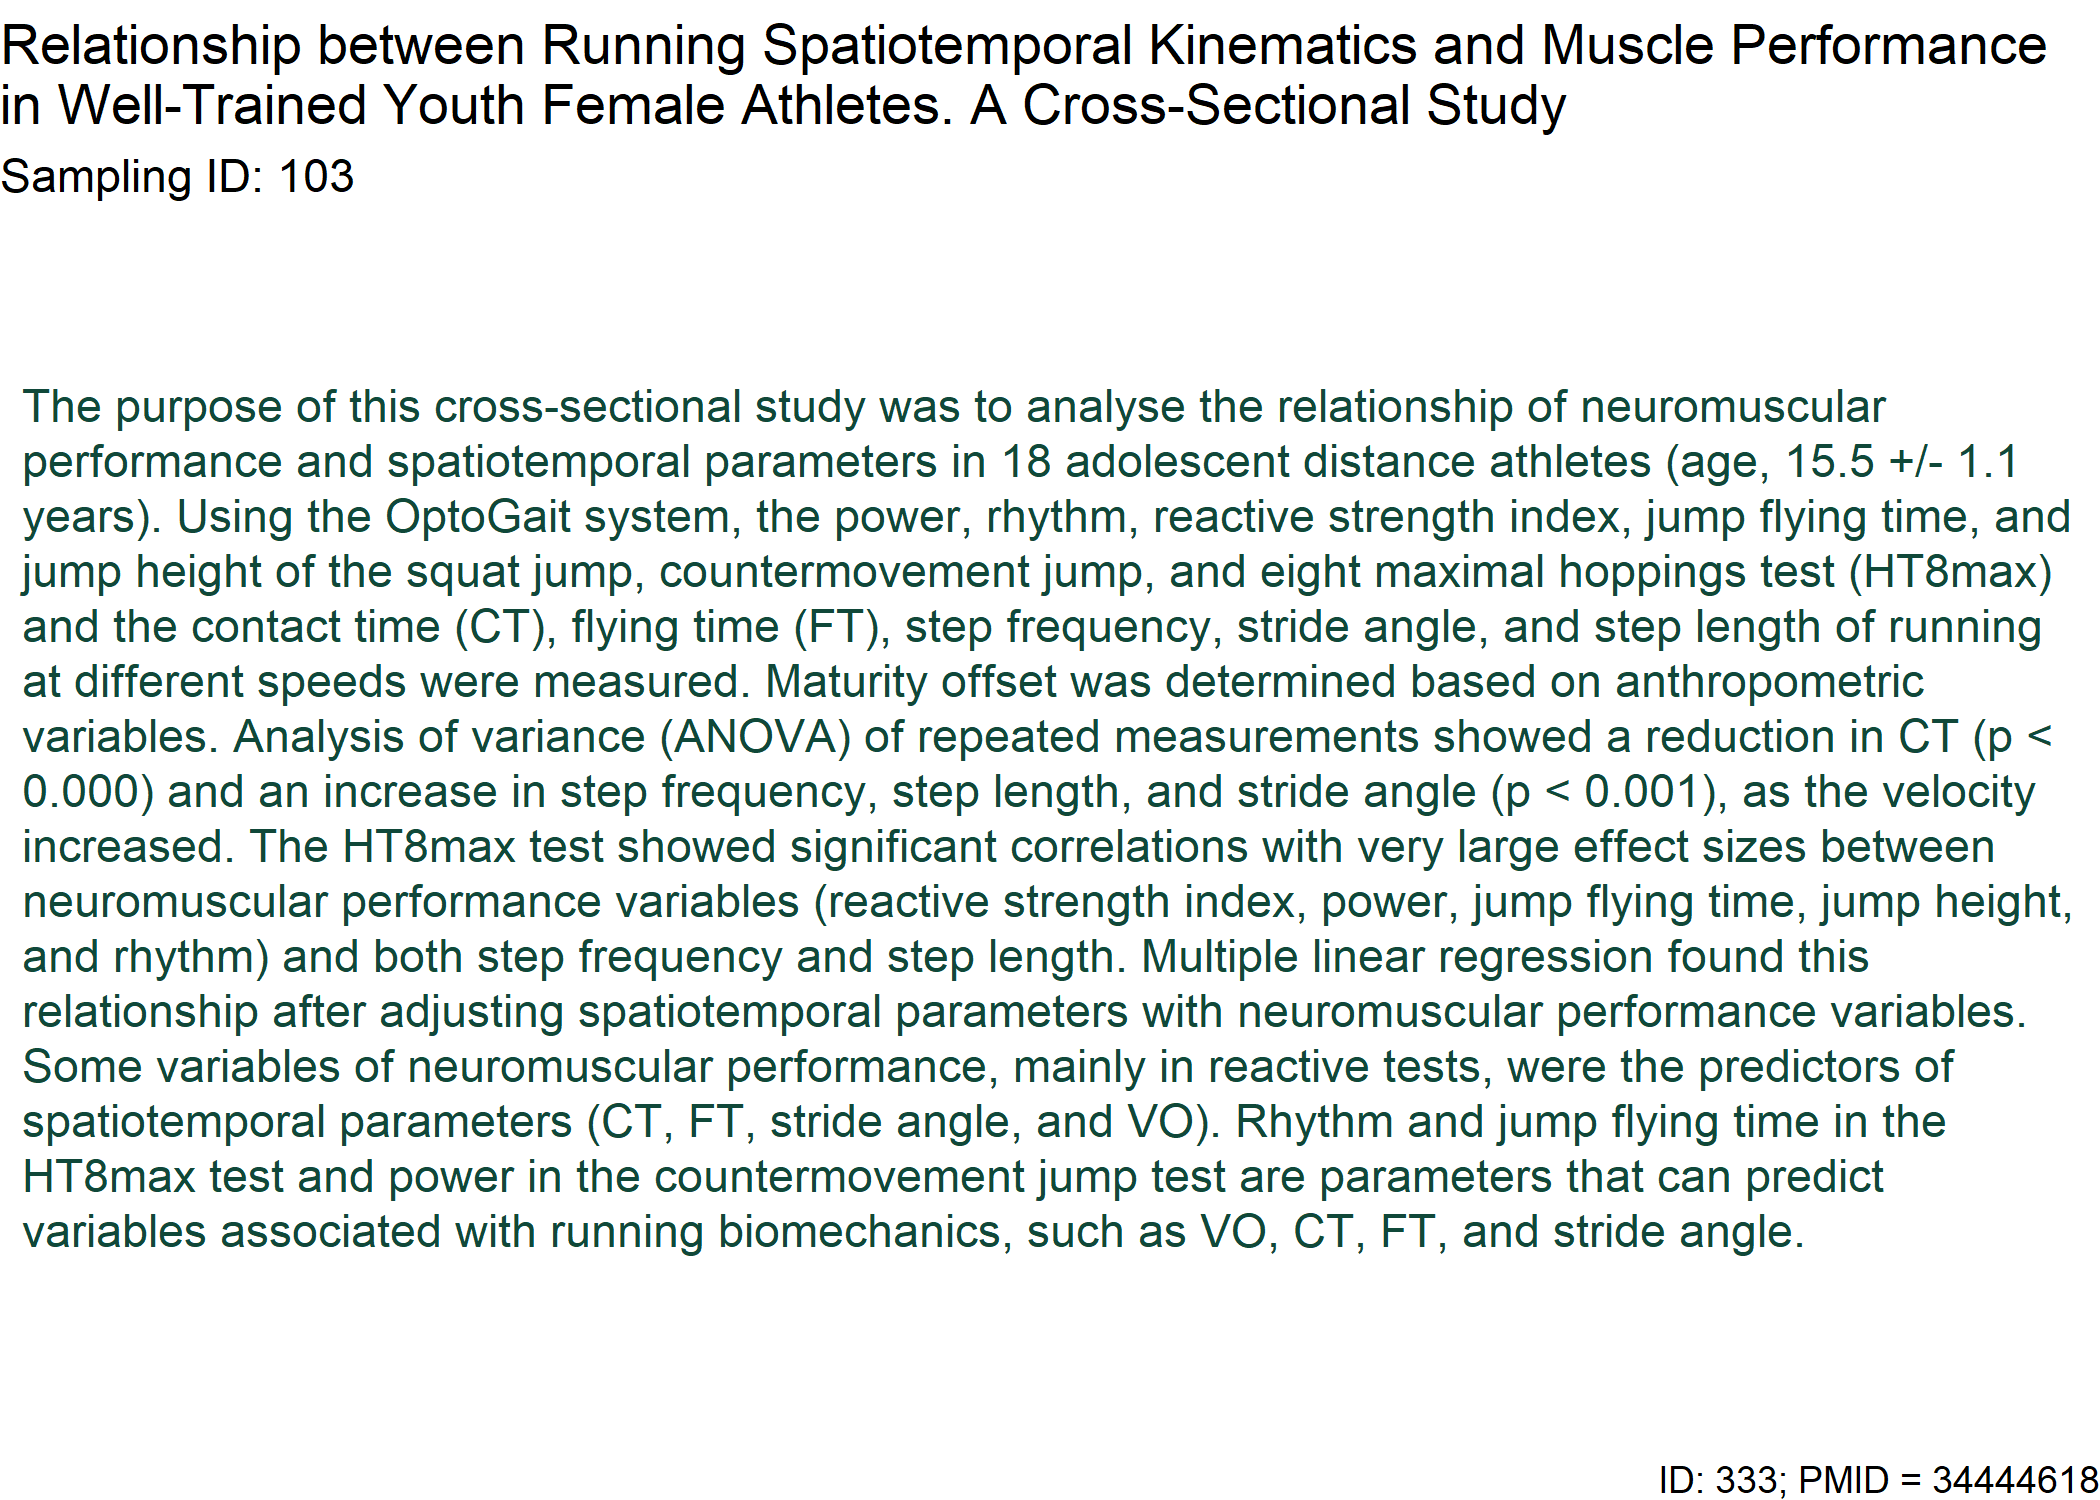 Relationship between Running Spatiotemporal Kinematics and Muscle Performance
in Well-Trained Youth Female Athletes. A Cross-Sectional Study
Sampling ID: 103
The purpose of this cross-sectional study was to analyse the relationship of neuromuscular
performance and spatiotemporal parameters in 18 adolescent distance athletes (age, 15.5 +/- 1.1
years). Using the OptoGait system, the power, rhythm, reactive strength index, jump flying time, and
jump height of the squat jump, countermovement jump, and eight maximal hoppings test (HT8max)
and the contact time (CT), flying time (FT), step frequency, stride angle, and step length of running
at different speeds were measured. Maturity offset was determined based on anthropometric
variables. Analysis of variance (ANOVA) of repeated measurements showed a reduction in CT (p <
0.000) and an increase in step frequency, step length, and stride angle (p < 0.001), as the velocity
increased. The HT8max test showed significant correlations with very large effect sizes between
neuromuscular performance variables (reactive strength index, power, jump flying time, jump height,
and rhythm) and both step frequency and step length. Multiple linear regression found this
relationship after adjusting spatiotemporal parameters with neuromuscular performance variables.
Some variables of neuromuscular performance, mainly in reactive tests, were the predictors of
spatiotemporal parameters (CT, FT, stride angle, and VO). Rhythm and jump flying time in the
HT8max test and power in the countermovement jump test are parameters that can predict
variables associated with running biomechanics, such as VO, CT, FT, and stride angle.
ID: 333; PMID = 34444618